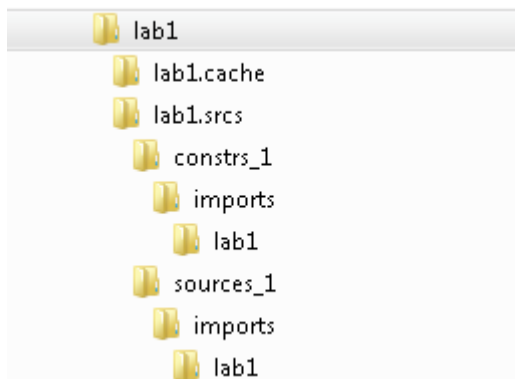 lab1
lab1.cache
lab1.srcs
constrs_1
imports
lab1
sources_1
imports
lab1